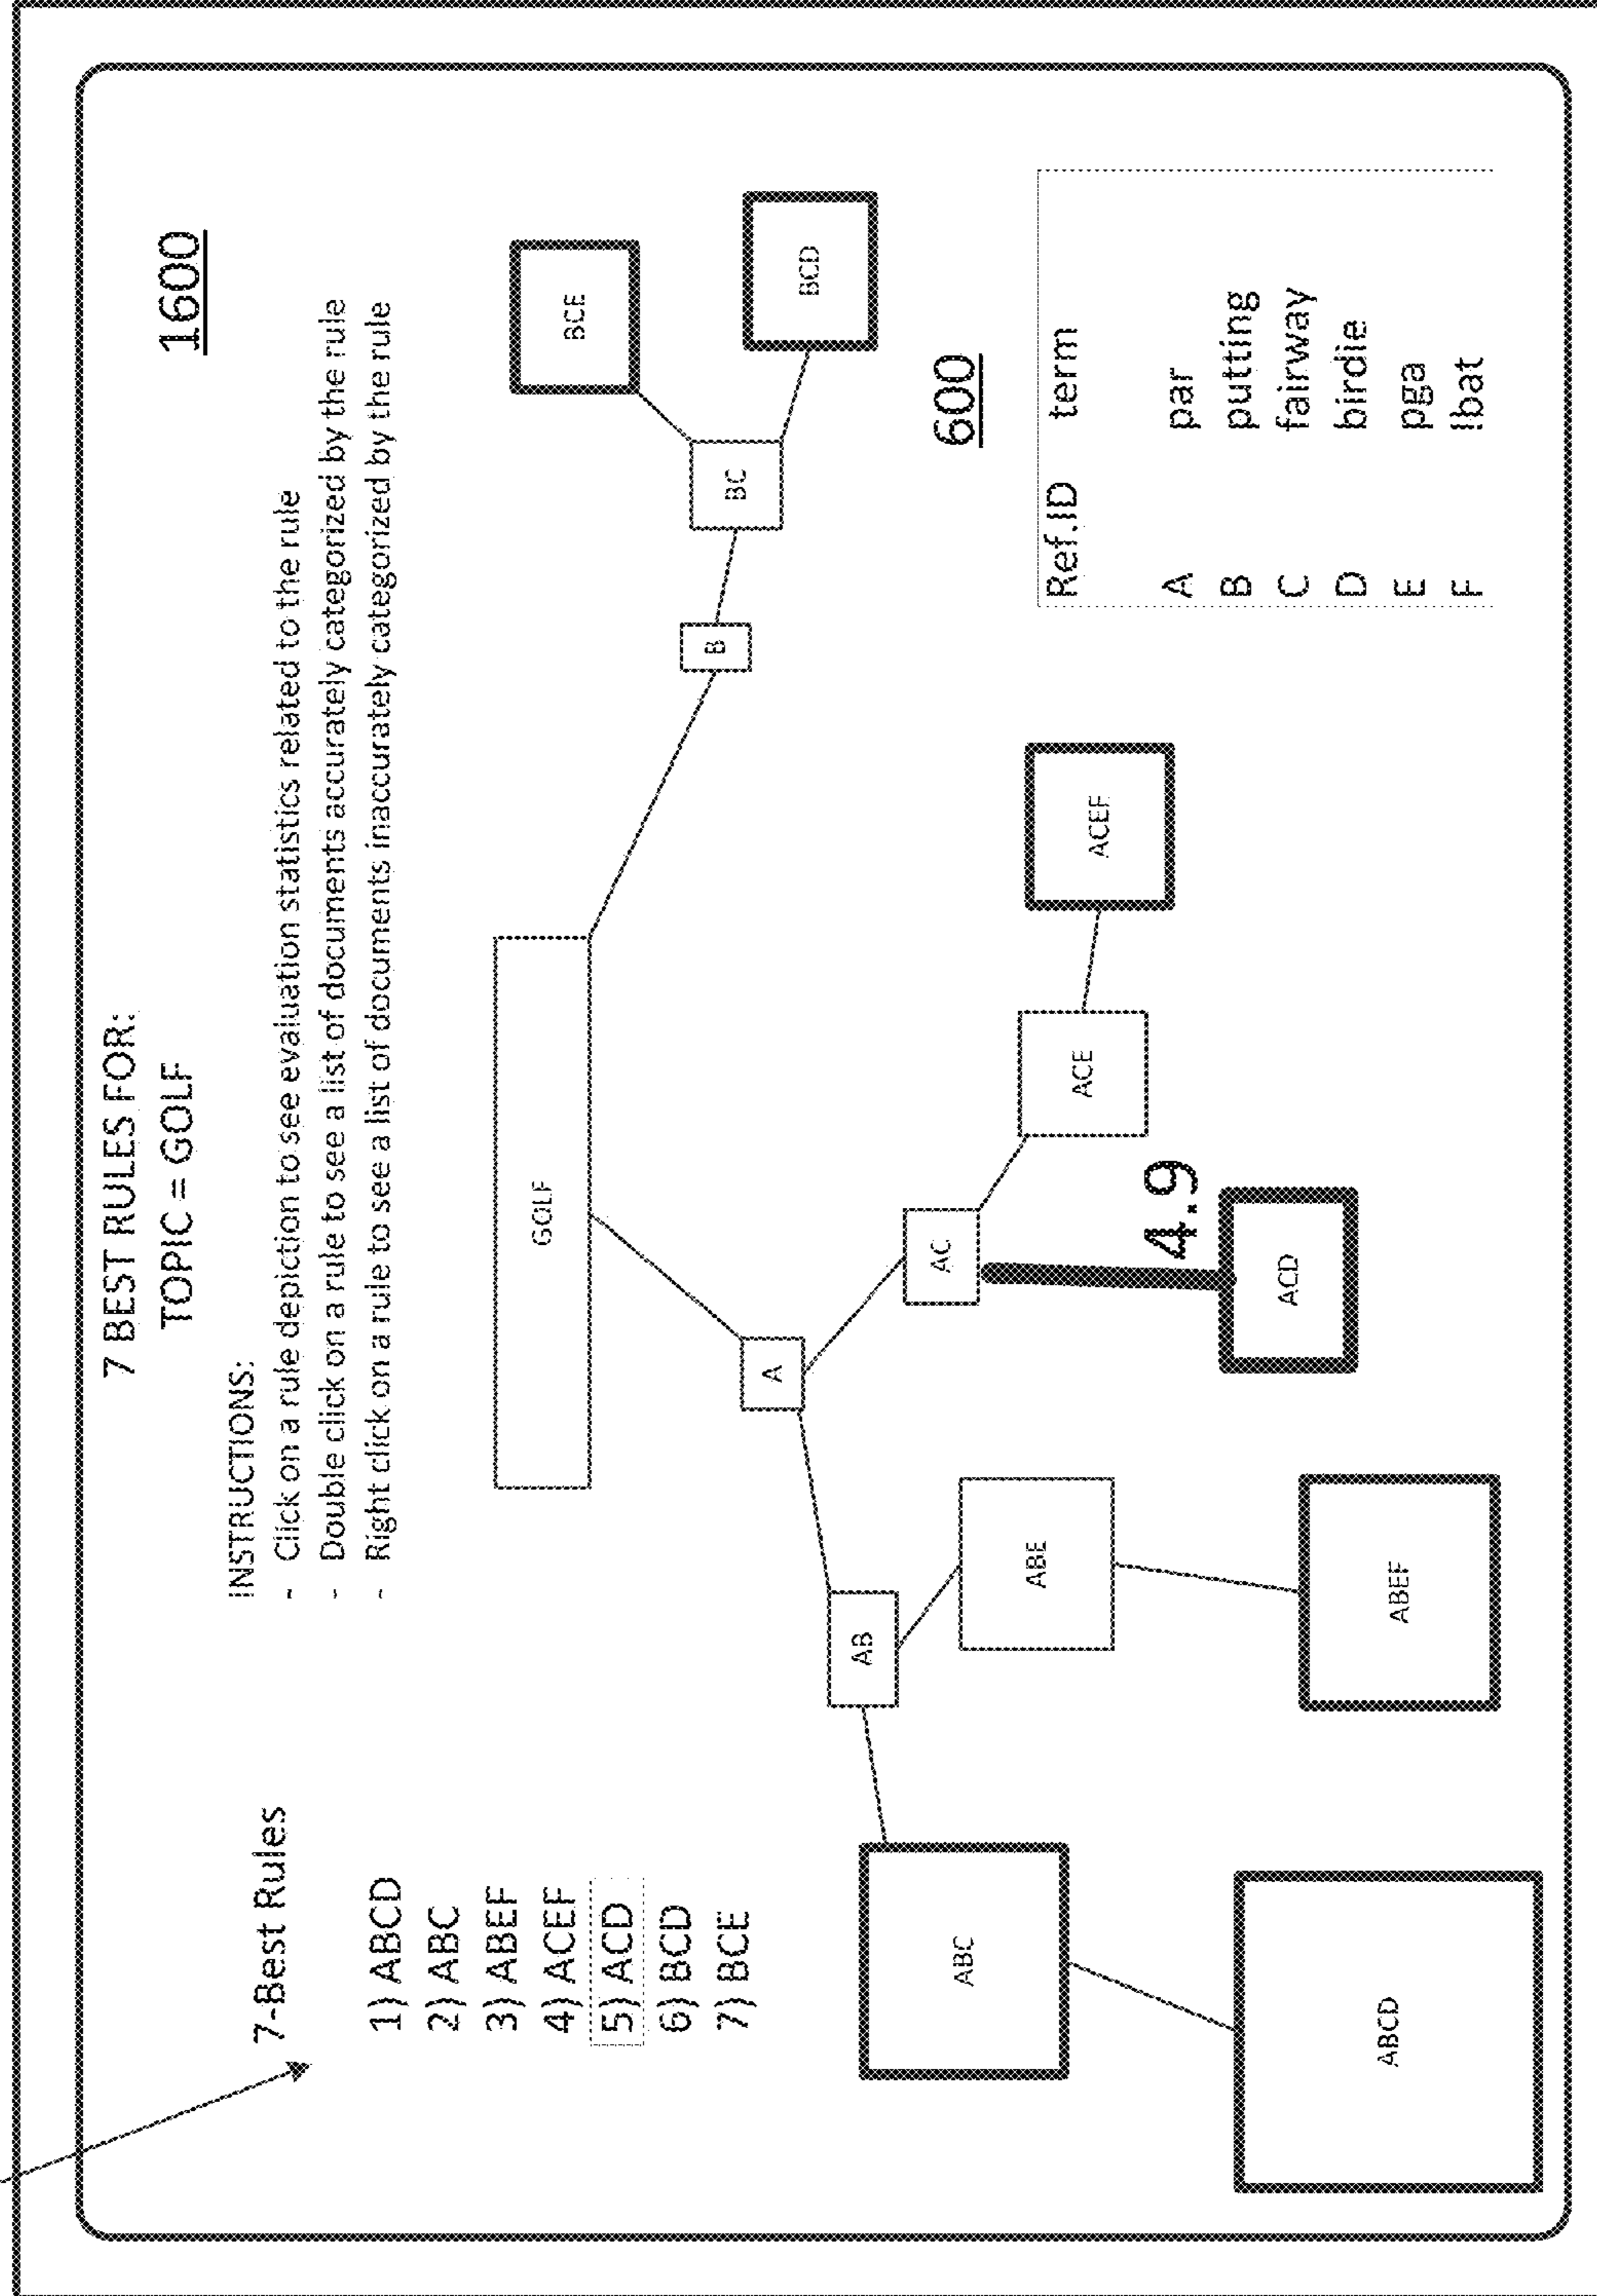 7 BEST RULES FOR:
TOPIC = GOLF
1600
INSTRUCTIONS:
- Click on a rule depiction to see evaluation statistics related to the rule
- Double click on a rule to see a list of documents accurately categorized by the rule
- Right click on a rule to see a list of documents inaccurately categorized by the rule
7-Best Rules
1) ABCD
2) ABC
3) ABEF
4) ACEF
5) ACD
6) BCD
7) BCE
GOLF
BCE
B
BC
BCD
A
AB
AC
ABC
ABE
ACE
ACEF
4.9
ABCD
ABEF
ACD
600
Ref.ID term
A par
B putting
C fairway
D birdie
E pga
F !bat